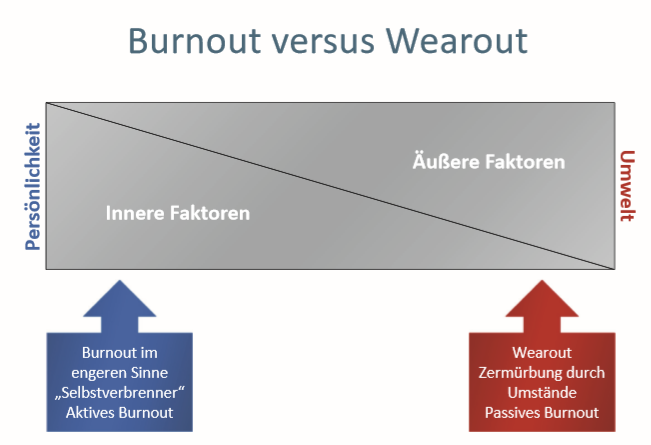 Burnout versus Wearout
Persönlichkeit
Äußere Faktoren
Umwelt
Innere Faktoren
Burnout im
engeren Sinne
„Selbstverbrenner“
Aktives Burnout
Wearout
Zermürbung durch
Umstände
Passives Burnout